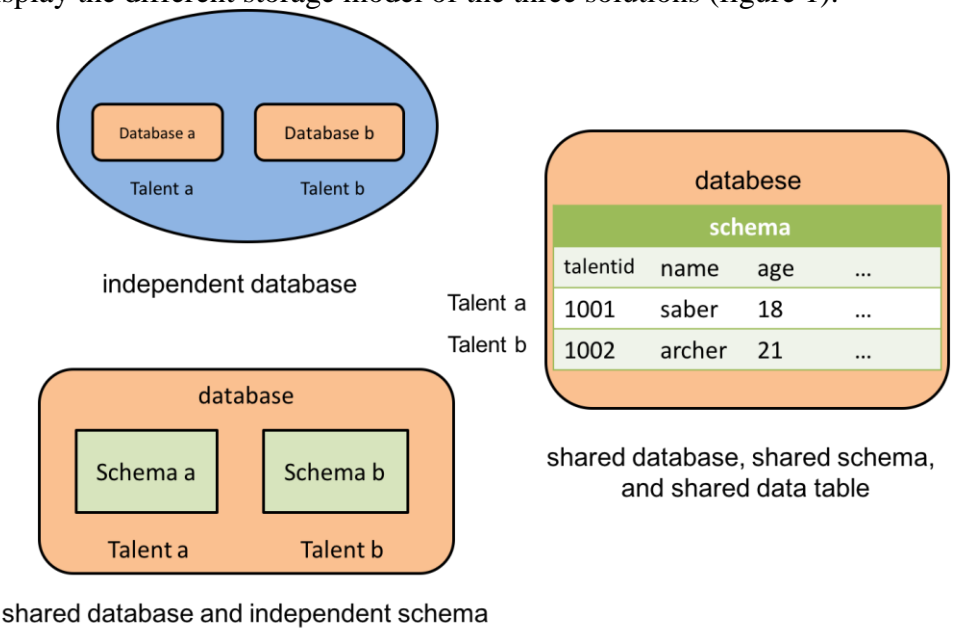 splay the different storage model of the three solutions (figure 1).
Database a
Database b
Talent a
Talent b
independent database
databese
schema
talentid name age ...
Talent a 1001 saber 18 ...
Talent b 1002 archer 21 ...
shared database, shared schema,
and shared data table
database
Schema a
Schema b
Talent a
Talent b
shared database and independent schema